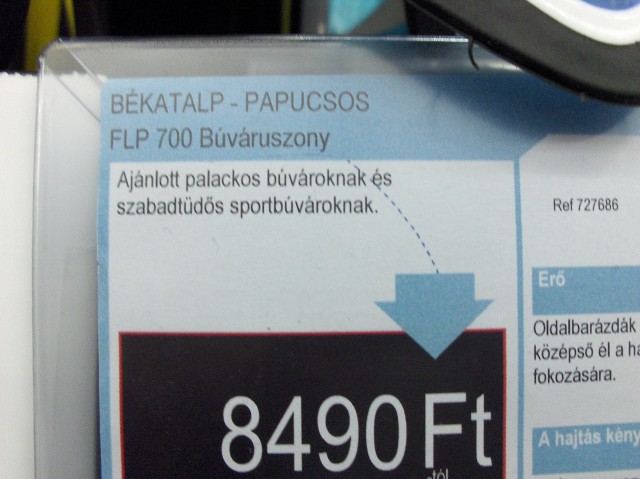 BÉKATALP - PAPUCSOS
FLP 700 Búváruszony
Ajánlott palackos búvároknak és
szabadtüdős sportbúvároknak.
8490 Ft
-tól
Ref 727686
Erő
Oldalbarázdák
középső él a
fokozására.
A hajtás